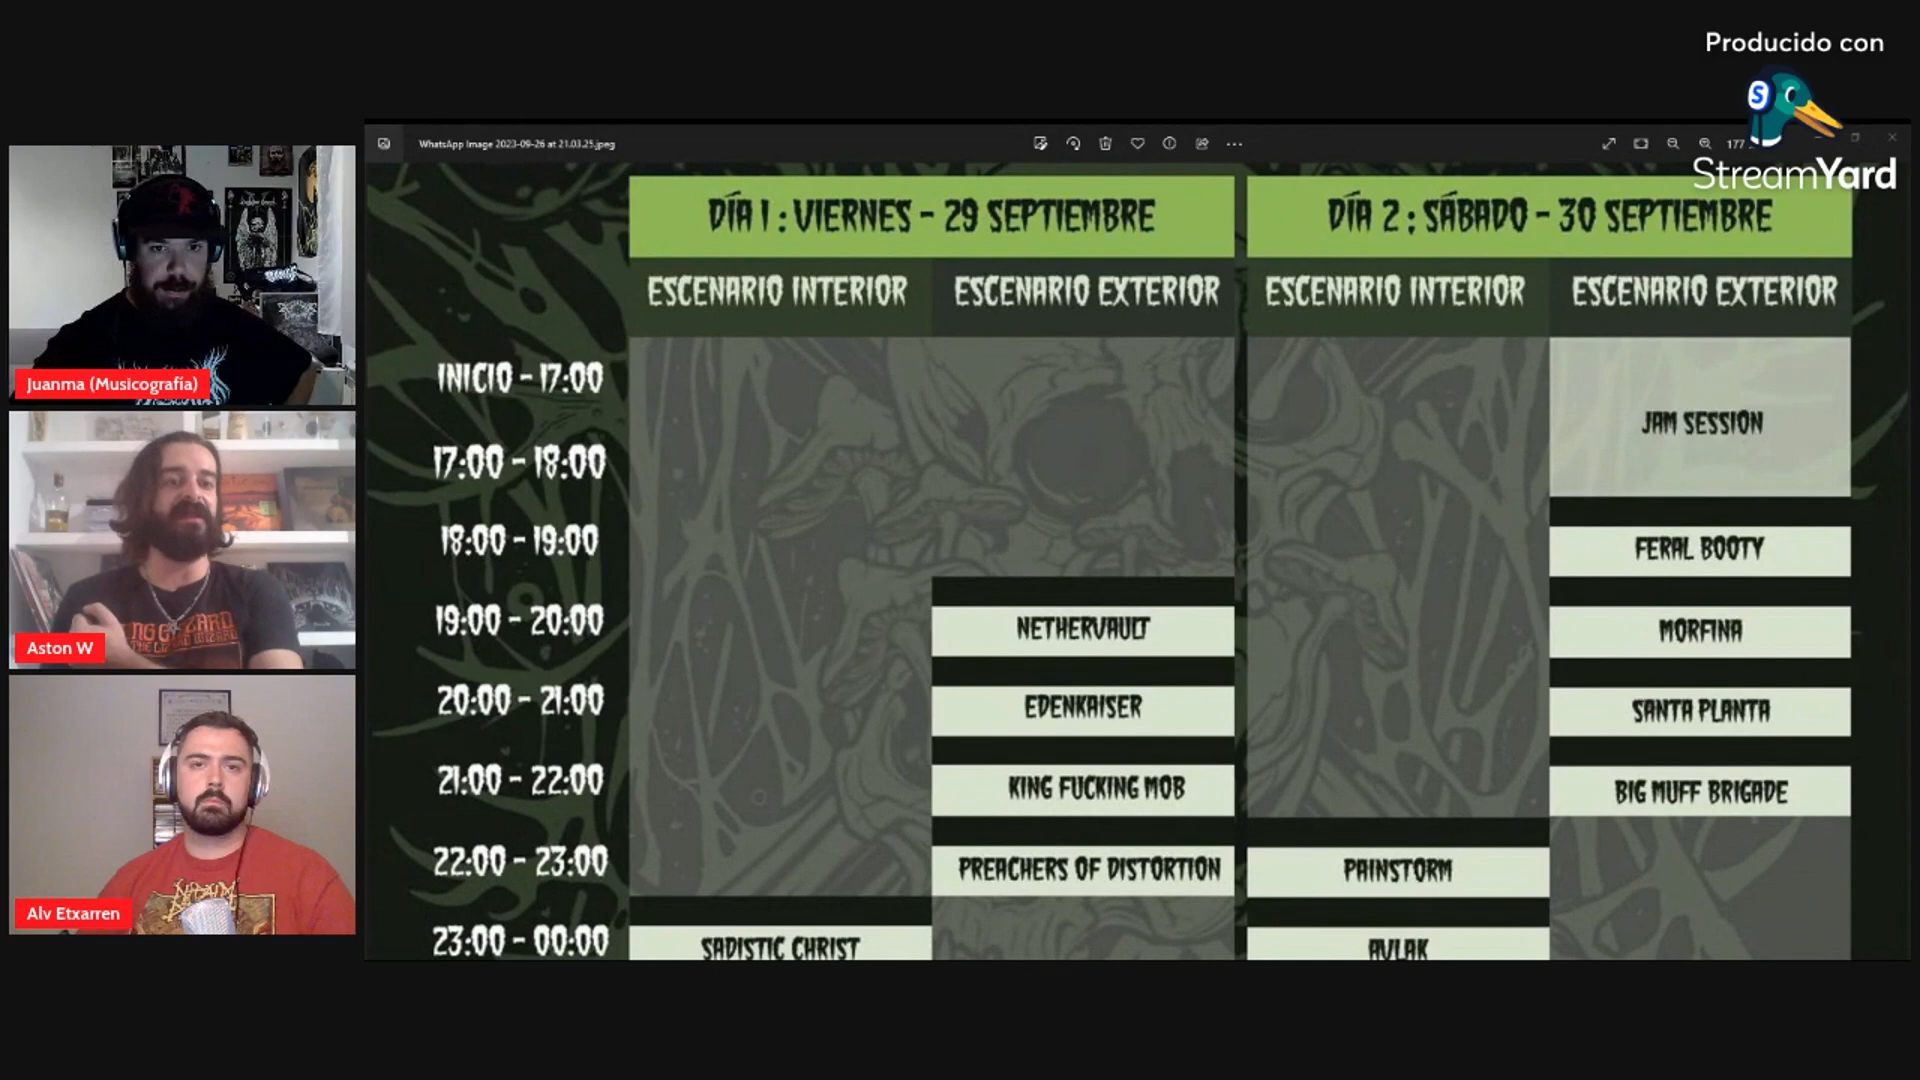 Producido con
StreamYard
WhatsApp Image 2023-09-26 at 21.03.25.jpeg
177
DÍA 1 : VIERNES - 29 SEPTIEMBRE
DÍA 2 : SÁBADO - 30 SEPTIEMBRE
ESCENARIO INTERIOR
ESCENARIO EXTERIOR
ESCENARIO INTERIOR
ESCENARIO EXTERIOR
INICIO - 17:00
JAM SESSION
17:00 - 18:00
18:00 - 19:00
FERAL BOOTY
19:00 - 20:00
NETHERVAULT
MORFINA
20:00 - 21:00
EDENKAISER
SANTA PLANTA
21:00 - 22:00
KING FUCKING MOB
BIG MUFF BRIGADE
22:00 - 23:00
PREACHERS OF DISTORTION
PAINSTORM
23:00 - 00:00
SADISTIC CHRIST
AVLAK
Juanma (Musicografía)
Aston W
Alv Etxarren